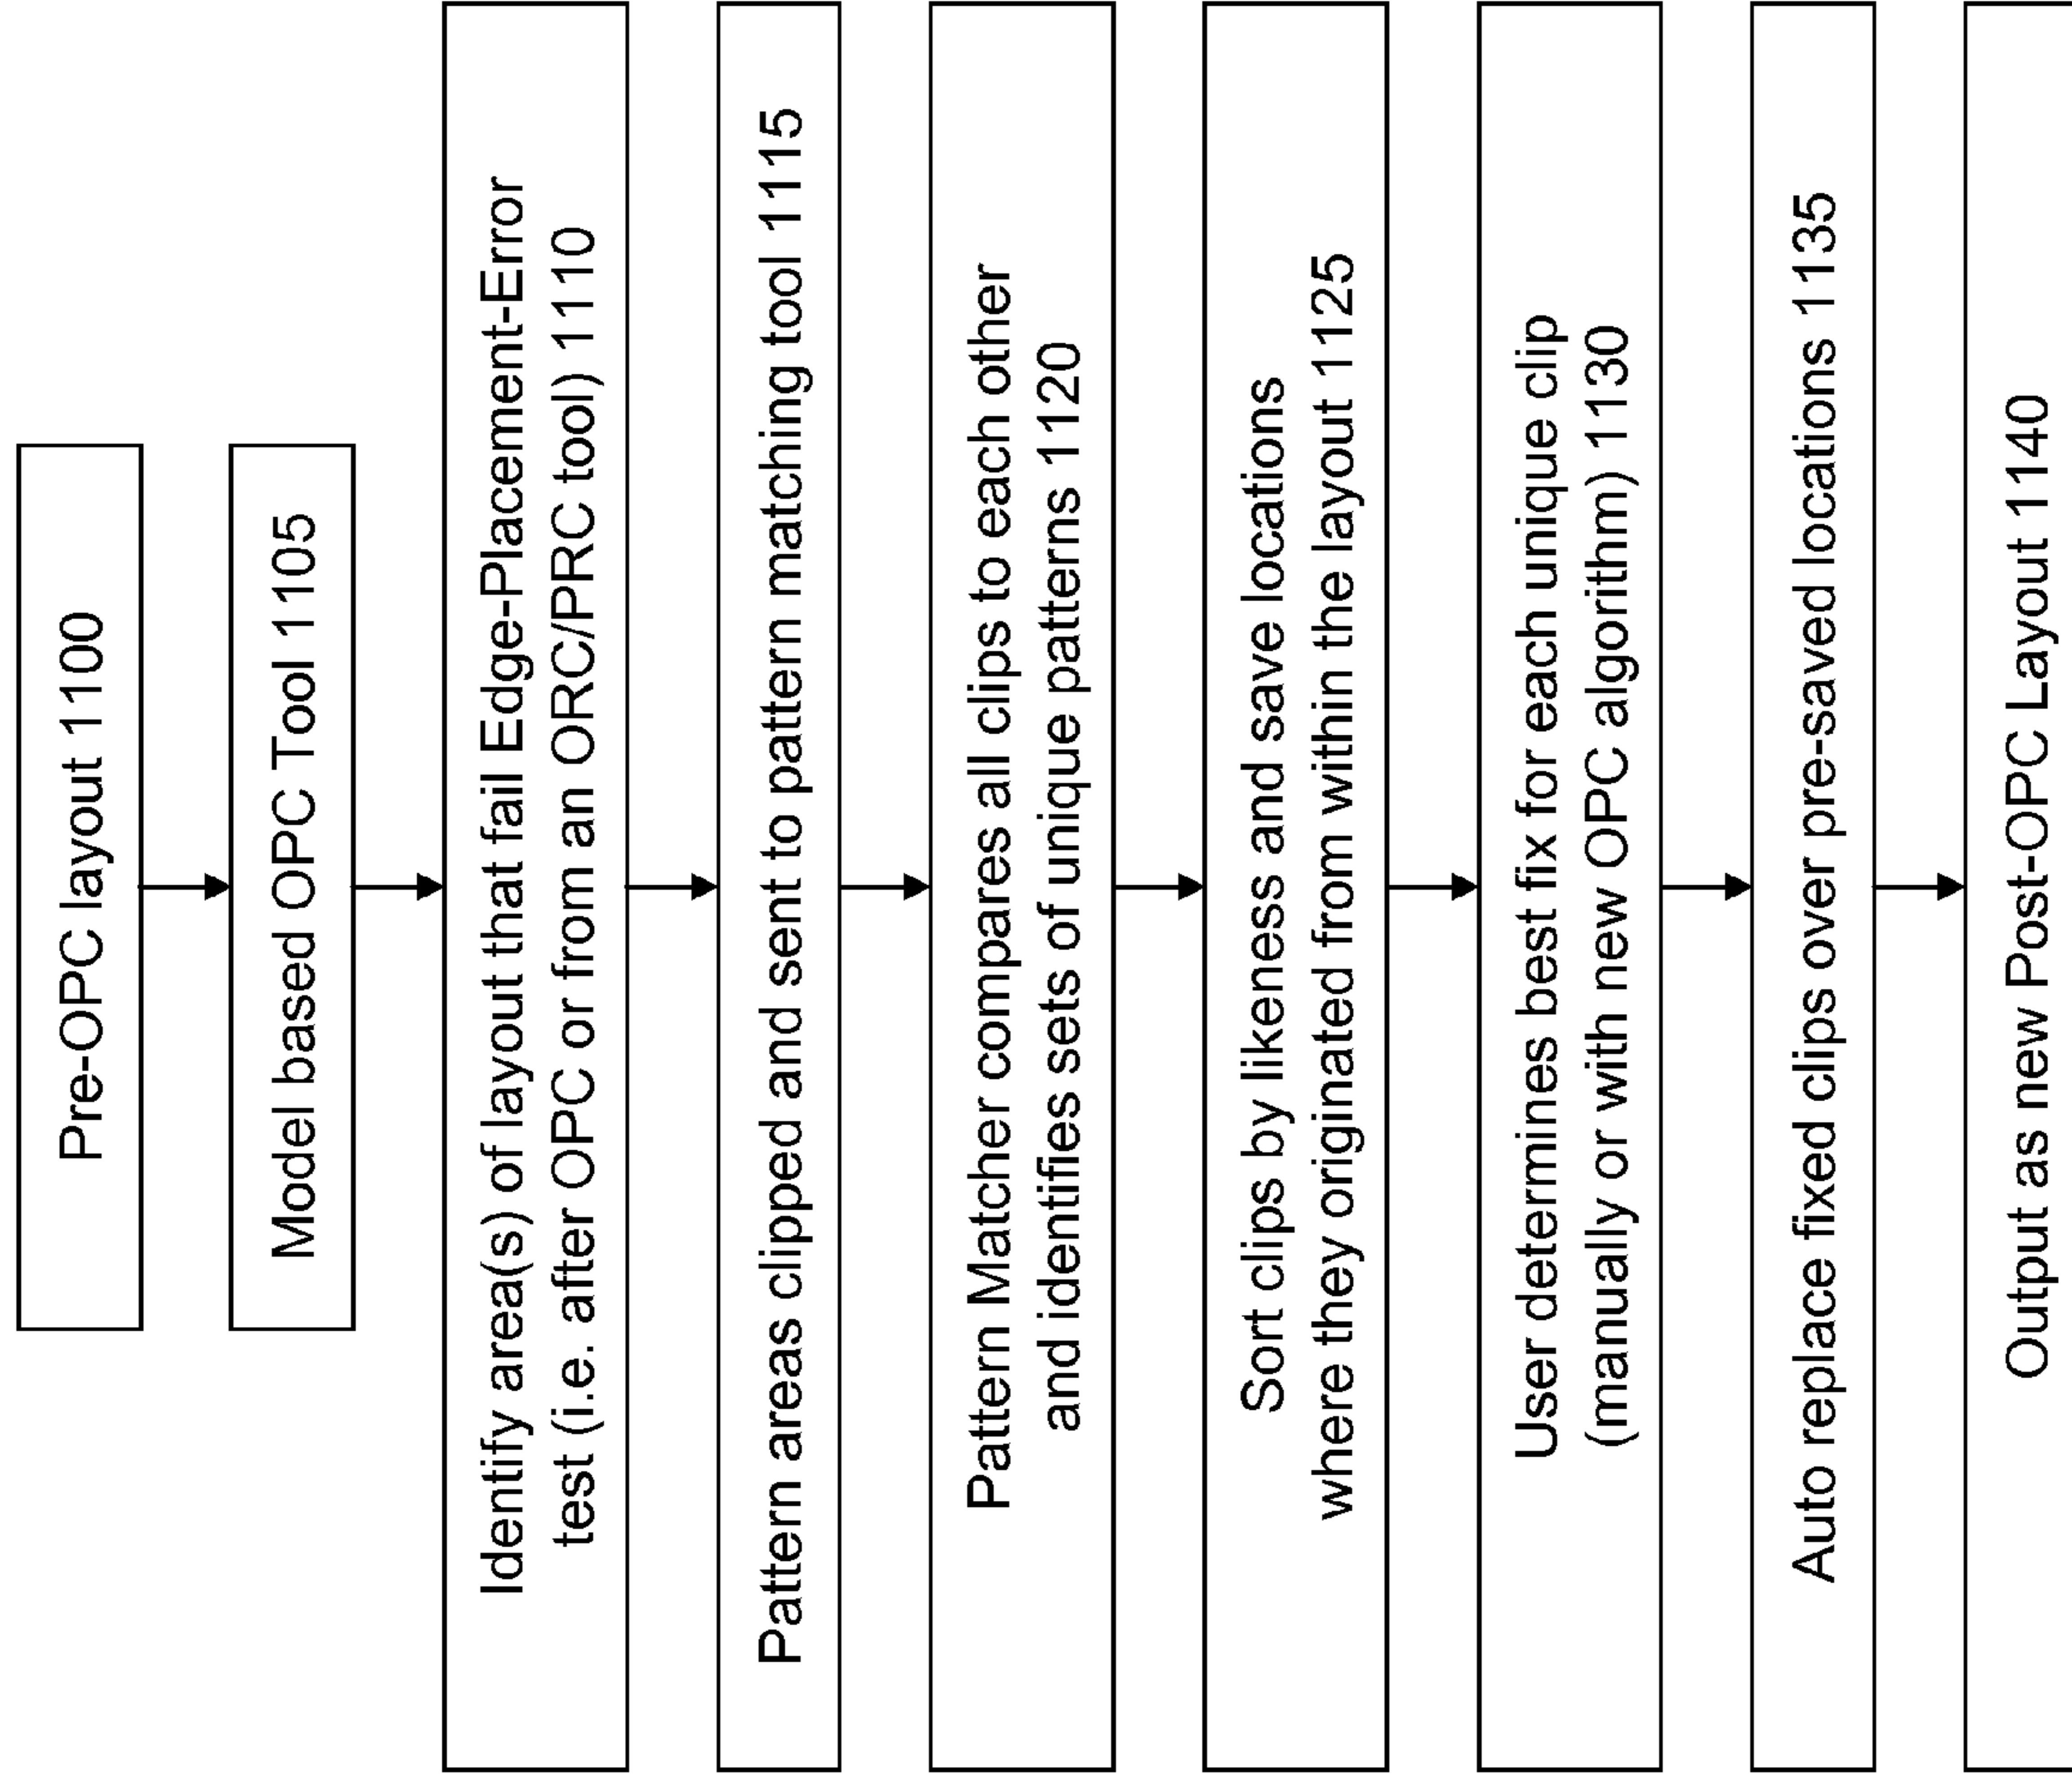 Pre-OPC layout 1100
Model based OPC Tool 1105
Identify area(s) of layout that fail Edge-Placement-Error
test (i.e. after OPC or from an ORC/PRC tool) 1110
Pattern areas clipped and sent to pattern matching tool 1115
Pattern Matcher compares all clips to each other
and identifies sets of unique patterns 1120
Sort clips by likeness and save locations
where they originated from within the layout 1125
User determines best fix for each unique clip
(manually or with new OPC algorithm) 1130
Auto replace fixed clips over pre-saved locations 1135
Output as new Post-OPC Layout 1140